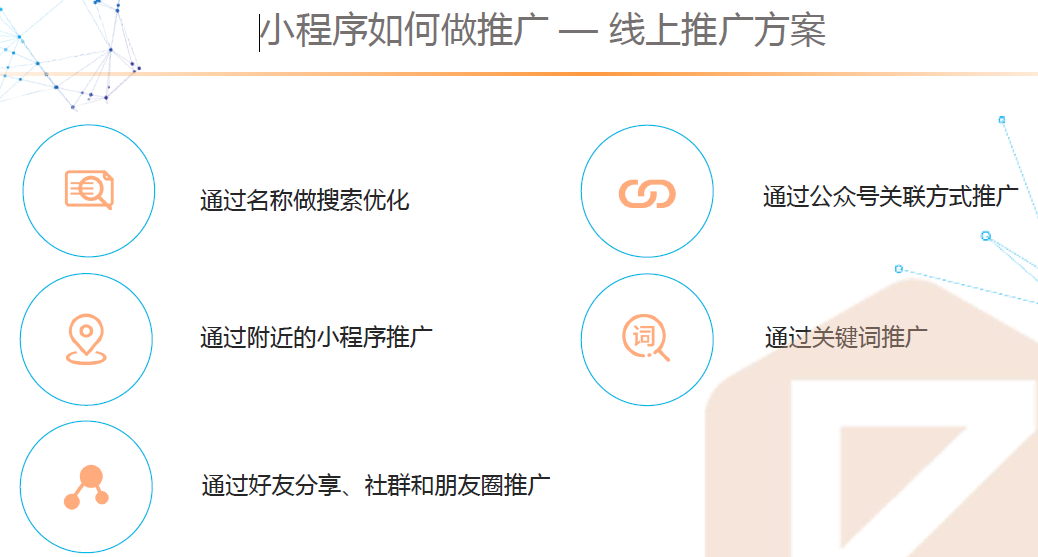 小程序如何做推广 — 线上推广方案
通过名称做搜索优化
通过公众号关联方式推广
通过附近的小程序推广
词
通过关键词推广
通过好友分享、社群和朋友圈推广